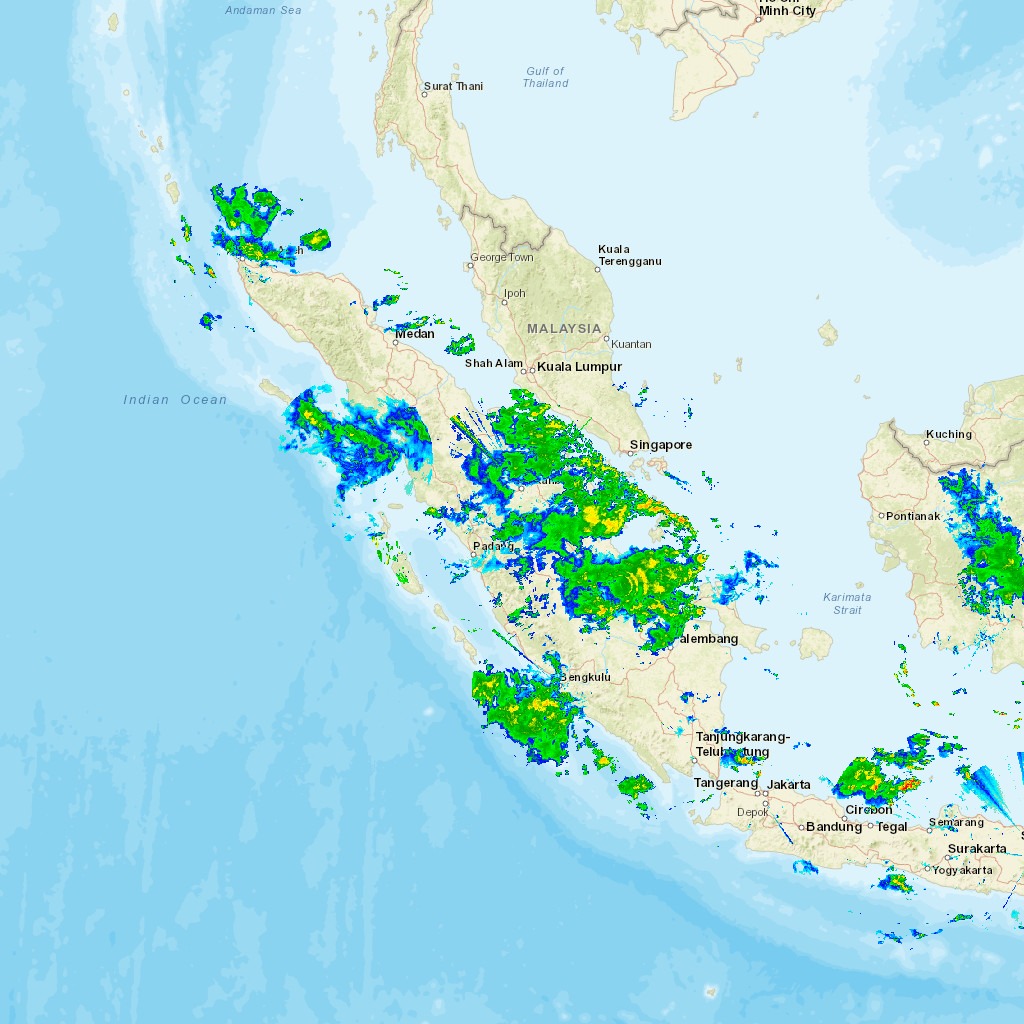 Andaman Sea
Minh City
Gulf of
Thailand
Surat Thani
Kuala
Terengganu
George Town
Ipoh
MALAYSIA
Kuantan
Medan
Shah Alam
Kuala Lumpur
Indian Ocean
Singapore
Kuching
Pontianak
Padang
Karimata
Strait
Palembang
Bengkulu
Tanjungkarang-
Tangerang
Jakarta
Depok
Cirebon
Bandung
Tegal
Semarang
Surakarta
Yogyakarta